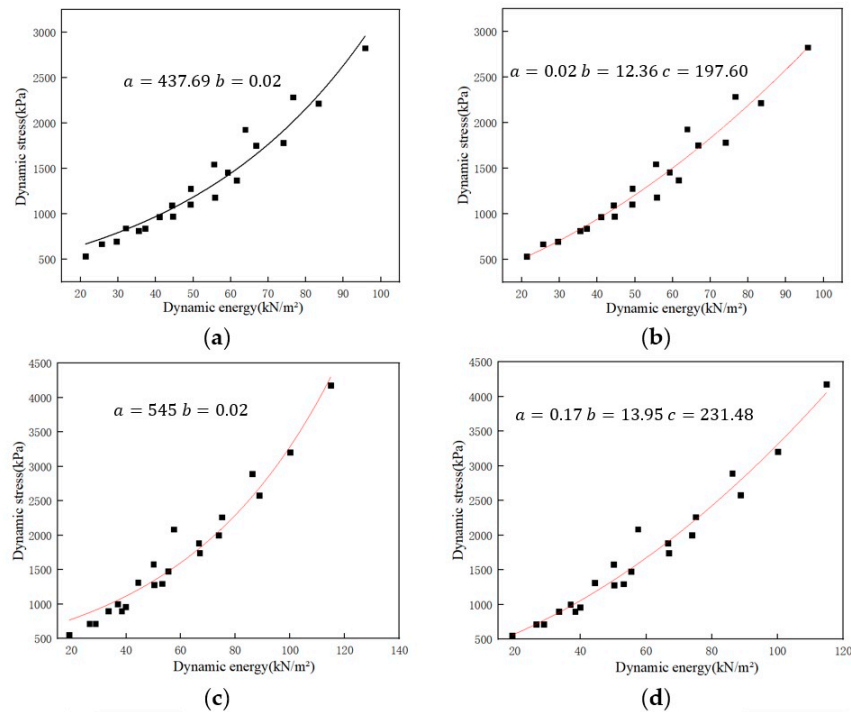 3000
2500
2000
1500
1000
500
Dynamic stress(kPa)
a = 437.69 b = 0.02
20 30 40 50 60 70 80 90 100
Dynamic energy(kN/m²)
(a)
3000
2500
2000
1500
1000
500
Dynamic stress(kPa)
a = 0.02 b = 12.36 c = 197.60
20 30 40 50 60 70 80 90 100
Dynamic energy(kN/m²)
(b)
4500
4000
3500
3000
2500
2000
1500
1000
500
Dynamic stress(kPa)
a = 545 b = 0.02
20 40 60 80 100 120 140
Dynamic energy(kN/m²)
(c)
4500
4000
3500
3000
2500
2000
1500
1000
500
Dynamic stress(kPa)
a = 0.17 b = 13.95 c = 231.48
20 40 60 80 100 120
Dynamic energy(kN/m²)
(d)